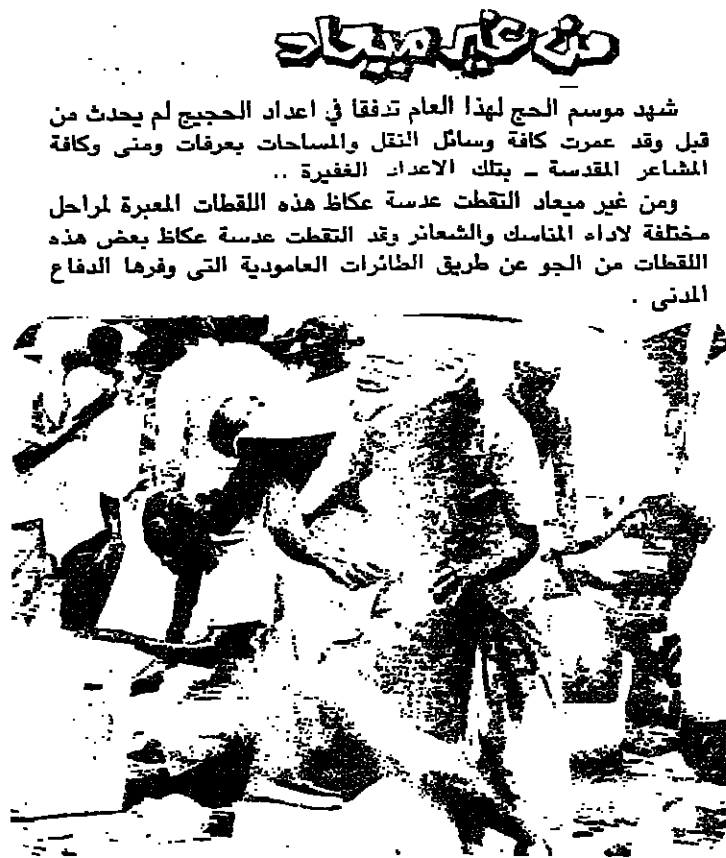 من غير ميعاد
شهد موسم الحج لهذا العام تدفقا في اعداد الحجيج لم يحدث من
قبل وقد عمرت كافة وسائل النقل والمساحات بعرفات ومنى وكافة
المشاعر المقدسة ــ بتلك الاعداد الغفيرة ..
ومن غير ميعاد التقطت عدسة عكاظ هذه اللقطات المعبرة لمراحل
مختلفة لاداء المناسك والشعائر وقد التقطت عدسة عكاظ بعض هذه
اللقطات من الجو عن طريق الطائرات العامودية التى وفرها الدفاع
المدنى .